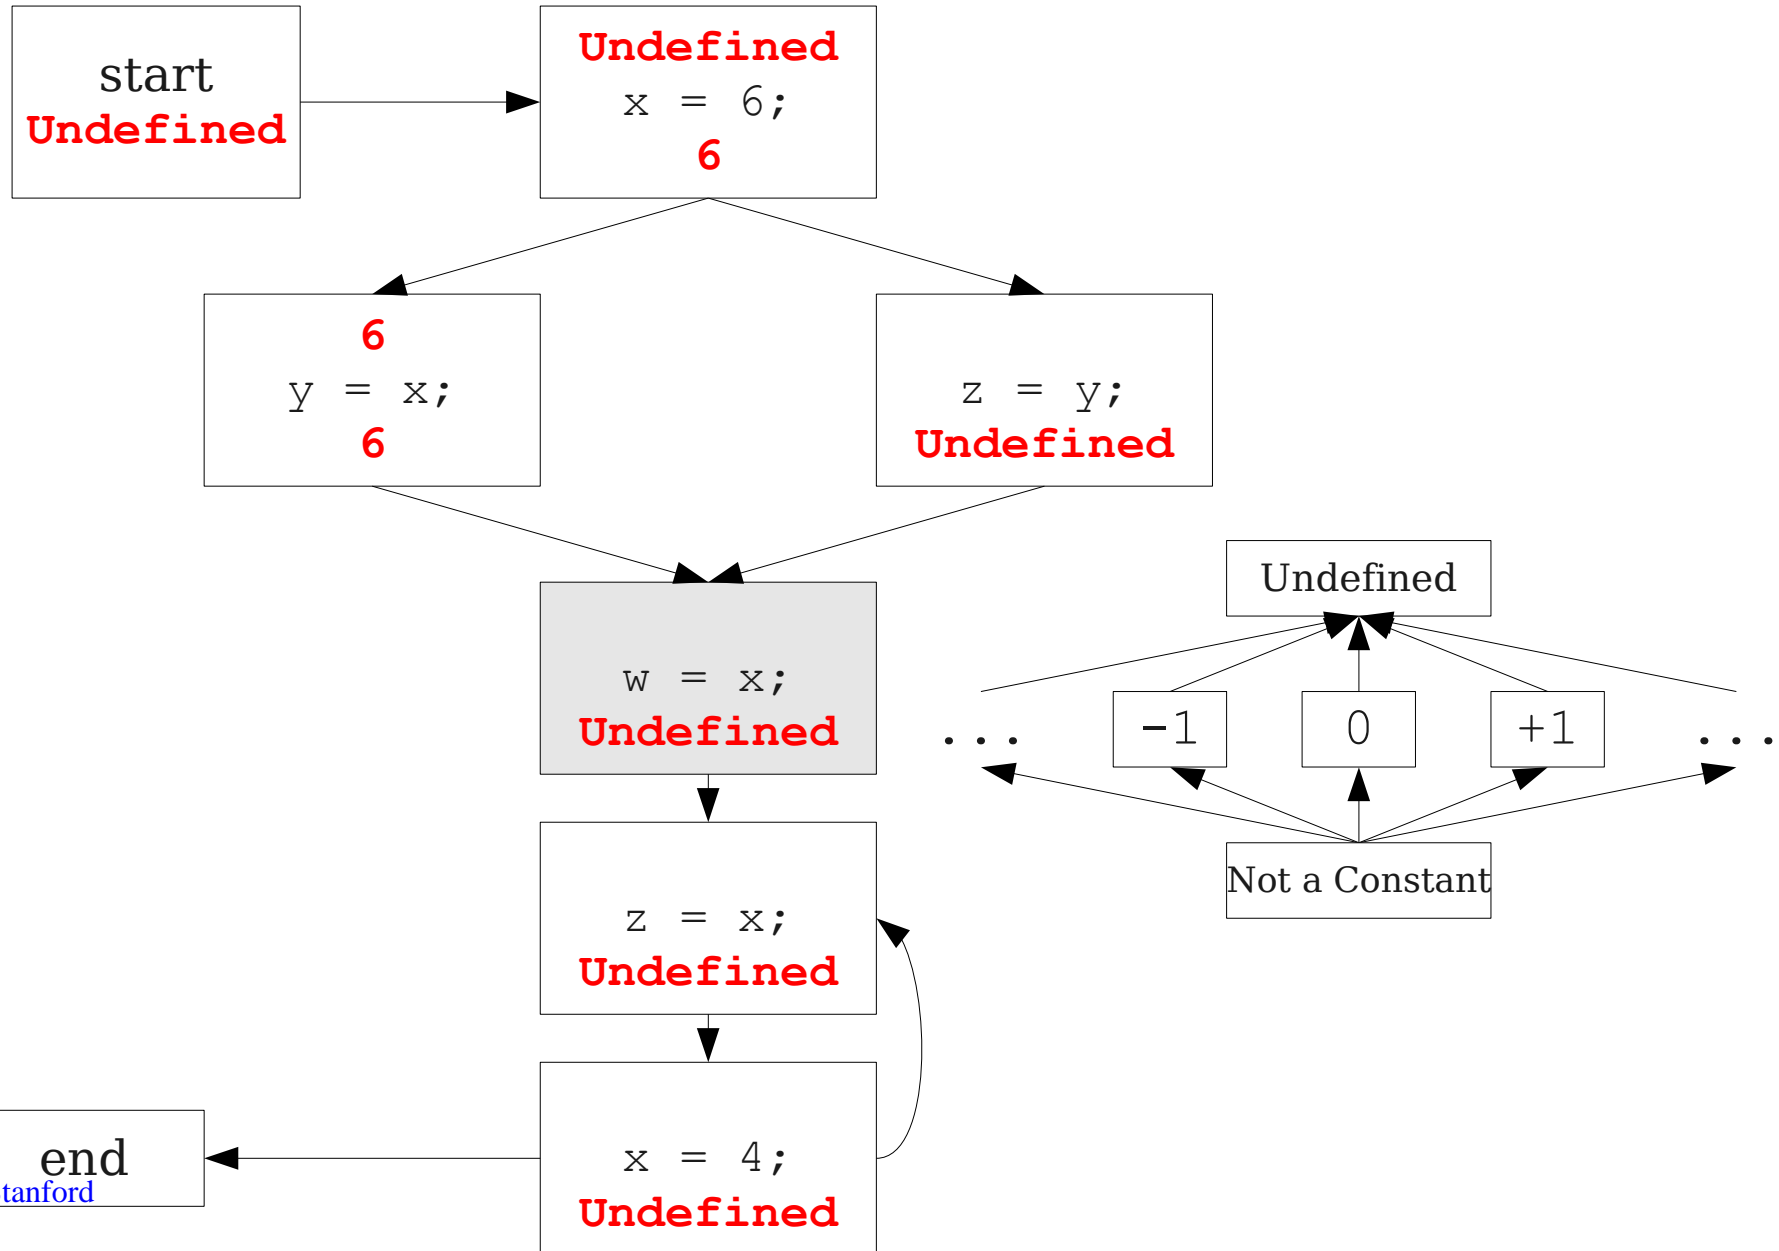 start
Undefined
Undefined
x = 6;
6
6
y = x;
6
z = y;
Undefined
w = x;
Undefined
z = x;
Undefined
x = 4;
Undefined
end
tanford
Undefined
... -1 0 +1 ...
Not a Constant